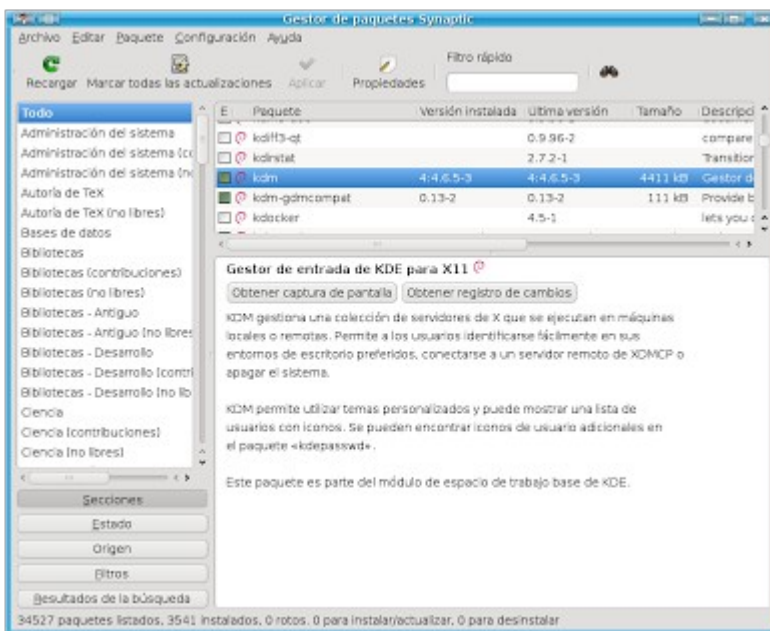 Gestor de paquetes Synaptic
Archivo Editar Paquete Configuración Ayuda
Recargar Marcar todas las actualizaciones Aplicar Propiedades Filtro rápido
Todo
Administración del sistema
Administración del sistema (co
Administración del sistema (no
Autoría de TeX
Autoría de TeX (no libres)
Bases de datos
Bibliotecas
Bibliotecas (contribuciones)
Bibliotecas (no libres)
Bibliotecas - Antiguo
Bibliotecas - Antiguo (no libres
Bibliotecas - Desarrollo
Bibliotecas - Desarrollo (contri
Bibliotecas - Desarrollo (no lib
Ciencia
Ciencia (contribuciones)
Ciencia (no libres)
Secciones
Estado
Origen
Filtros
Resultados de la búsqueda
E Paquete Versión instalada Última versión Tamaño Descripci
kdiff3-qt 0.9.96-2 compare
kdirstat 2.7.2-1 Transition
kdm 4:4.6.5-3 4:4.6.5-3 4411 kB Gestor d
kdm-gdmcompat 0.13-2 0.13-2 111 kB Provide b
kdocker 4.5-1 lets you
Gestor de entrada de KDE para X11
Obtener captura de pantalla Obtener registro de cambios
KDM gestiona una colección de servidores de X que se ejecutan en máquinas
locales o remotas. Permite a los usuarios identificarse fácilmente en sus
entornos de escritorio preferidos, conectarse a un servidor remoto de XDMCP o
apagar el sistema.
KDM permite utilizar temas personalizados y puede mostrar una lista de
usuarios con iconos. Se pueden encontrar iconos de usuario adicionales en
el paquete «kdepasswd».
Este paquete es parte del módulo de espacio de trabajo base de KDE.
34527 paquetes listados, 3541 instalados, 0 rotos. 0 para instalar/actualizar, 0 para desinstalar